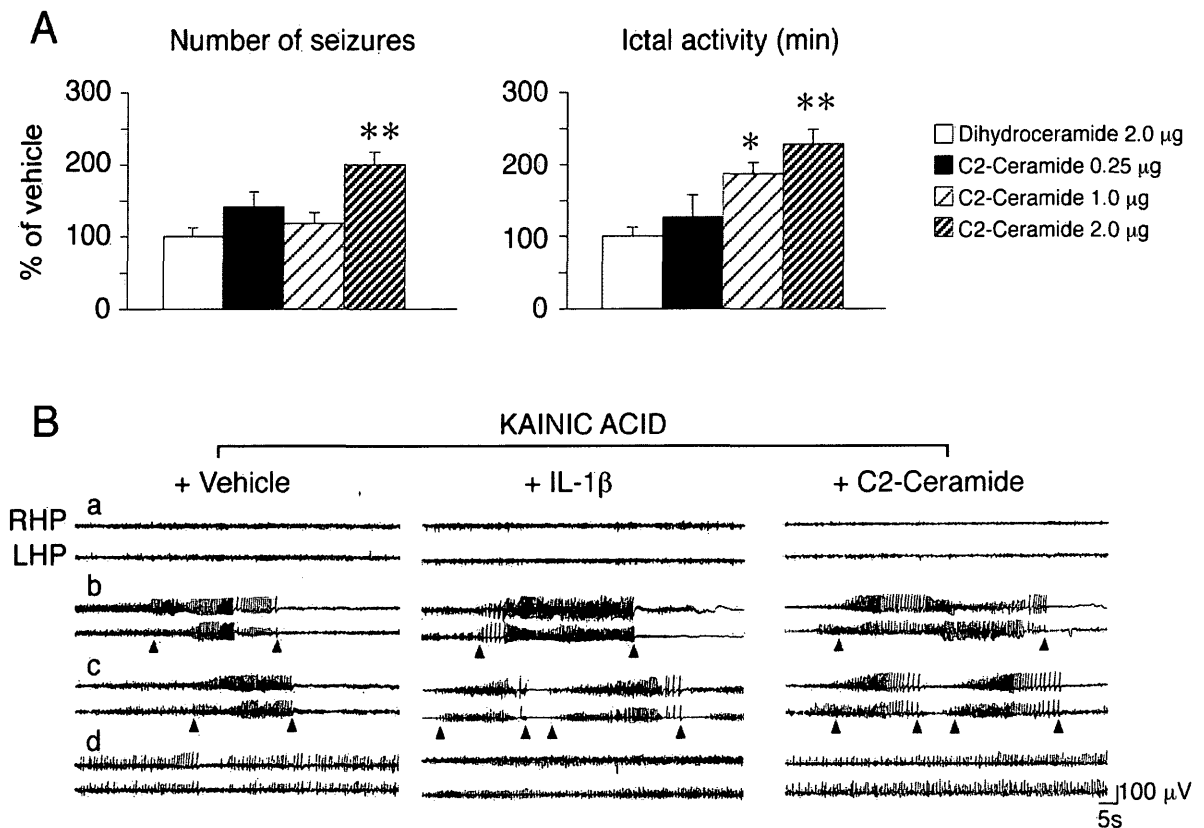 A
Number of seizures
Ictal activity (min)
% of vehicle
300
200
100
0
**
300
200
100
0
*
**
Dihydroceramide 2.0 µg
C2-Ceramide 0.25 µg
C2-Ceramide 1.0 µg
C2-Ceramide 2.0 µg
B
KAINIC ACID
+ Vehicle
+ IL-1β
+ C2-Ceramide
a
RHP
LHP
b
c
d
100 µV
5s